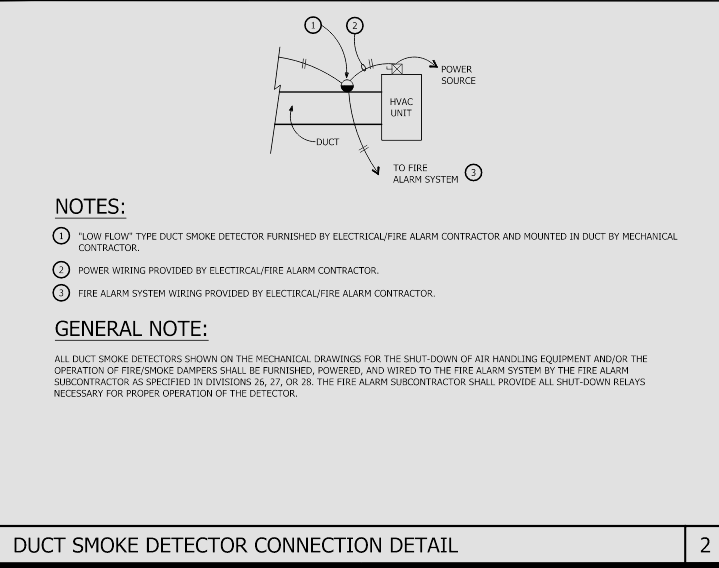 1 2
POWER
SOURCE
HVAC
UNIT
DUCT
TO FIRE
ALARM SYSTEM 3
NOTES:
1 "LOW FLOW" TYPE DUCT SMOKE DETECTOR FURNISHED BY ELECTRICAL/FIRE ALARM CONTRACTOR AND MOUNTED IN DUCT BY MECHANICAL
CONTRACTOR.
2 POWER WIRING PROVIDED BY ELECTIRCAL/FIRE ALARM CONTRACTOR.
3 FIRE ALARM SYSTEM WIRING PROVIDED BY ELECTIRCAL/FIRE ALARM CONTRACTOR.
GENERAL NOTE:
ALL DUCT SMOKE DETECTORS SHOWN ON THE MECHANICAL DRAWINGS FOR THE SHUT-DOWN OF AIR HANDLING EQUIPMENT AND/OR THE
OPERATION OF FIRE/SMOKE DAMPERS SHALL BE FURNISHED, POWERED, AND WIRED TO THE FIRE ALARM SYSTEM BY THE FIRE ALARM
SUBCONTRACTOR AS SPECIFIED IN DIVISIONS 26, 27, OR 28. THE FIRE ALARM SUBCONTRACTOR SHALL PROVIDE ALL SHUT-DOWN RELAYS
NECESSARY FOR PROPER OPERATION OF THE DETECTOR.
DUCT SMOKE DETECTOR CONNECTION DETAIL 2